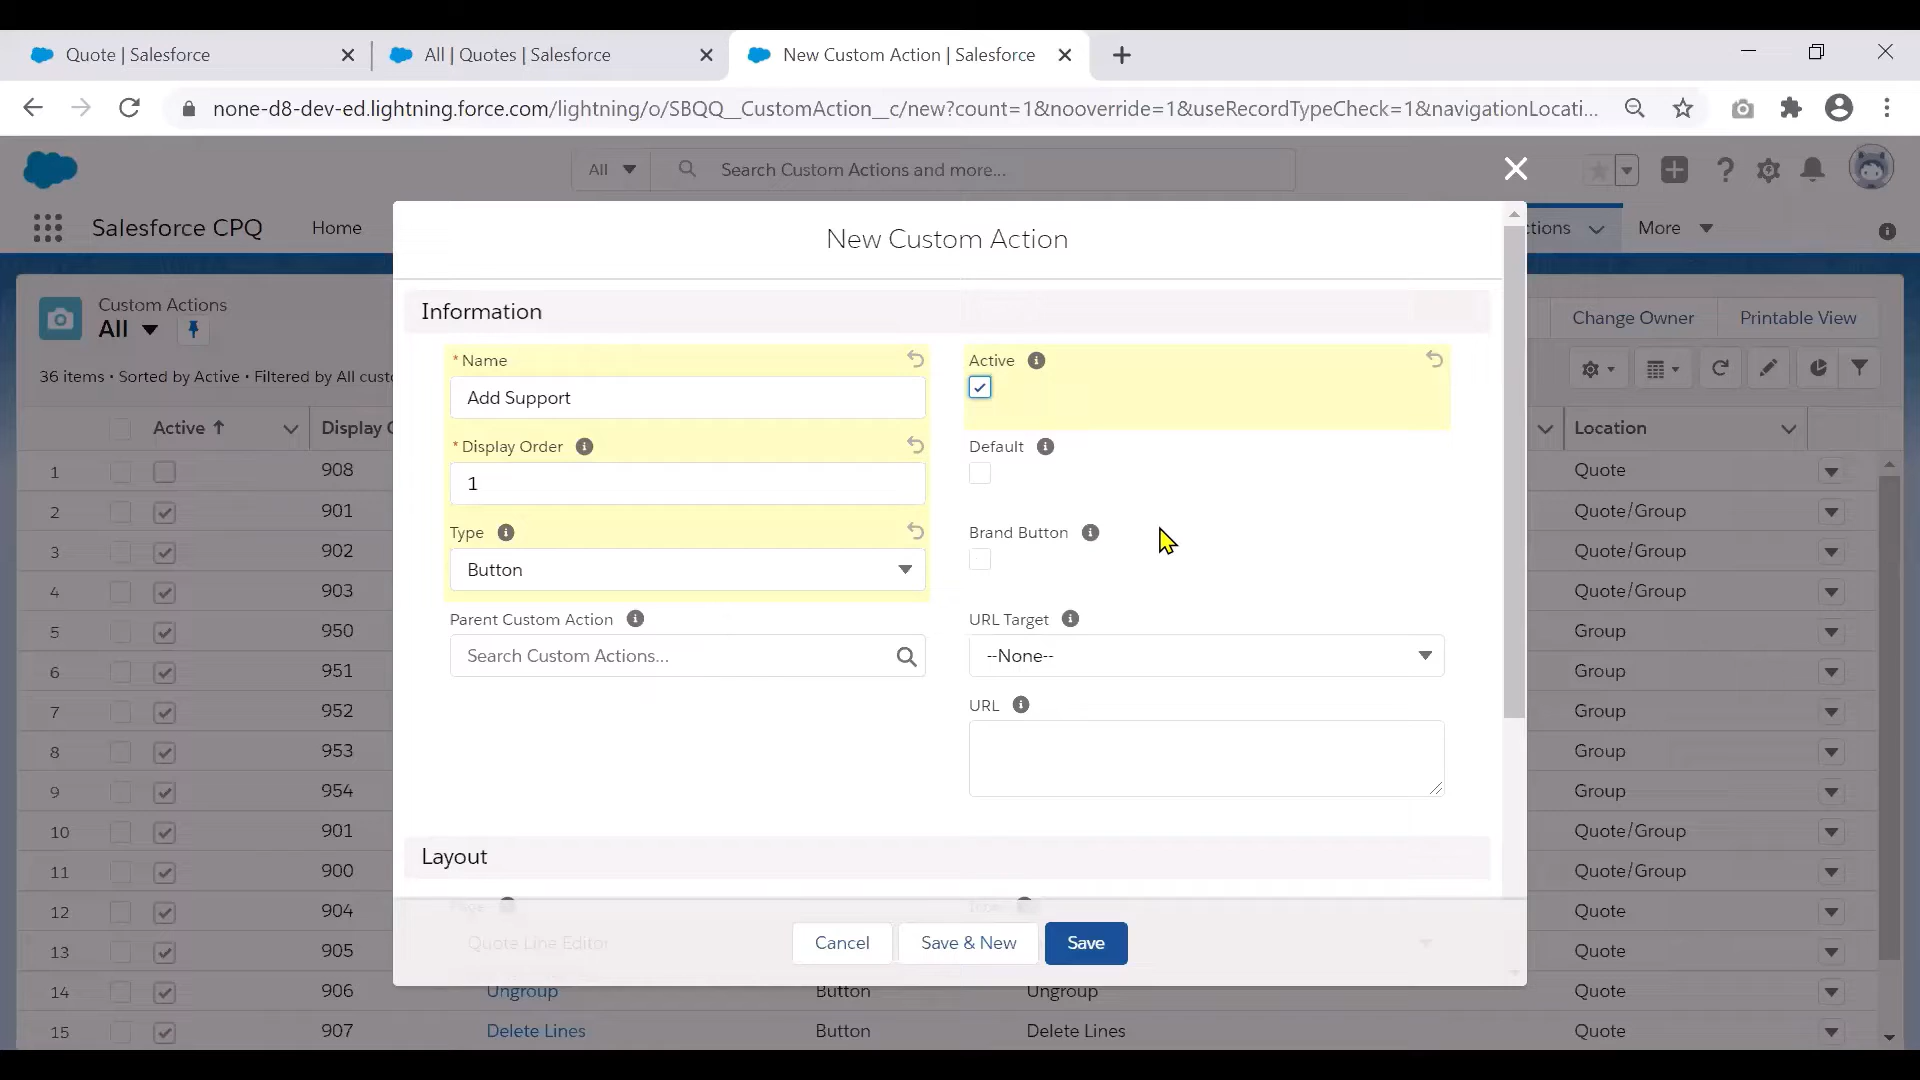 Quote | Salesforce
All | Quotes | Salesforce
New Custom Action | Salesforce
none-d8-dev-ed.lightning.force.com/lightning/o/SBQQ__CustomAction__c/new?count=1&nooverride=1&useRecordTypeCheck=1&navigationLocati...
All
Search Custom Actions and more...
Salesforce CPQ
Home
ctions
More
Custom Actions
All
36 items • Sorted by Active • Filtered by All custo
Change Owner
Printable View
New Custom Action
Information
* Name
Add Support
Active
* Display Order
1
Default
Type
Button
Brand Button
Parent Custom Action
Search Custom Actions...
URL Target
--None--
URL
Layout
Quote Line Editor
Cancel
Save & New
Save
Active
Display O
Location
1 908 Quote
2 901 Quote/Group
3 902 Quote/Group
4 903 Quote/Group
5 950 Group
6 951 Group
7 952 Group
8 953 Group
9 954 Group
10 901 Quote/Group
11 900 Quote/Group
12 904 Quote
13 905 Quote
14 906 Ungroup Button Ungroup Quote
15 907 Delete Lines Button Delete Lines Quote